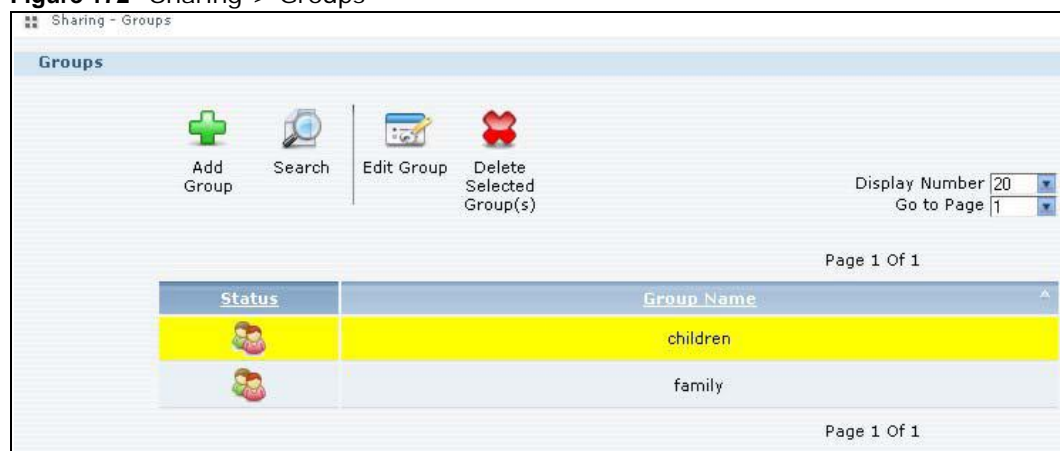 Figure 172 Sharing > Groups
Sharing - Groups
Groups
Add Group
Search
Edit Group
Delete Selected Group(s)
Display Number 20
Go to Page 1
Page 1 Of 1
Status Group Name
children
family
Page 1 Of 1